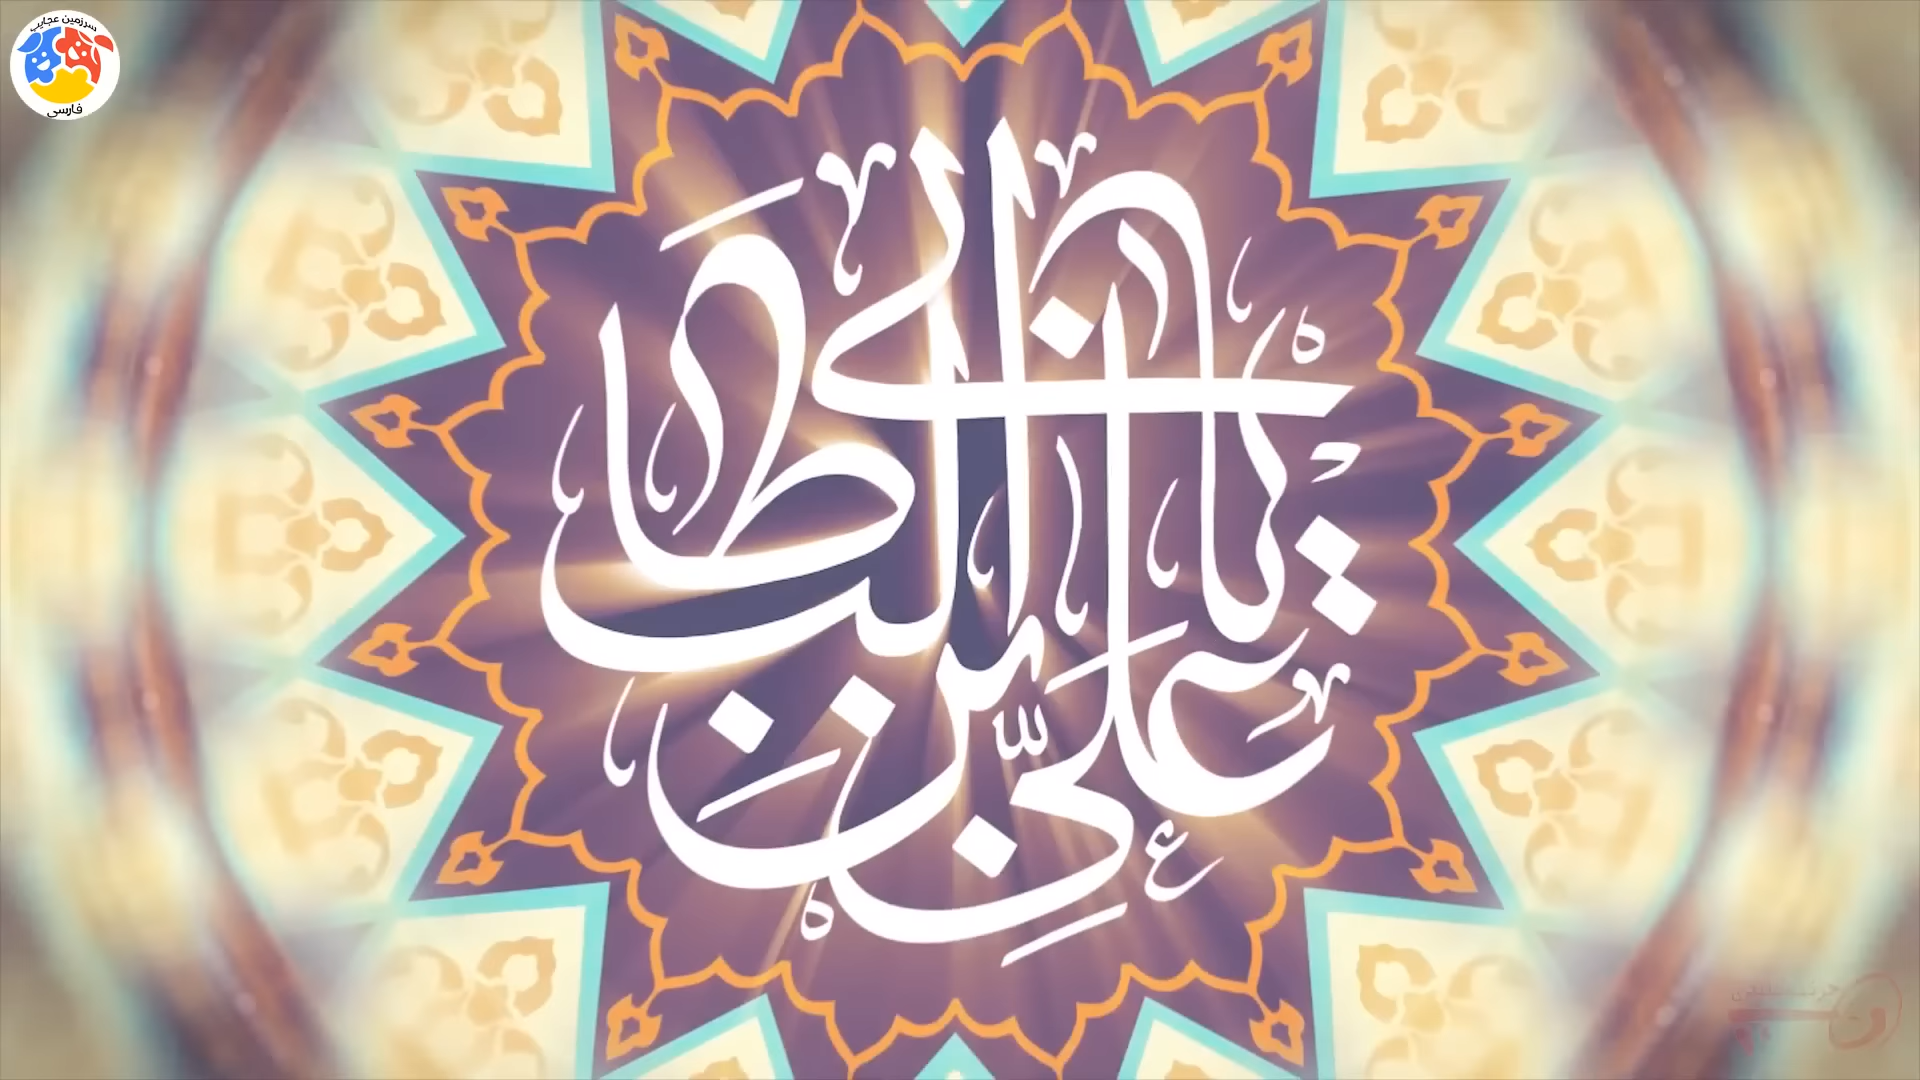 سرزمین عجایب
فارسی
یا علیّ بن ابی طالب